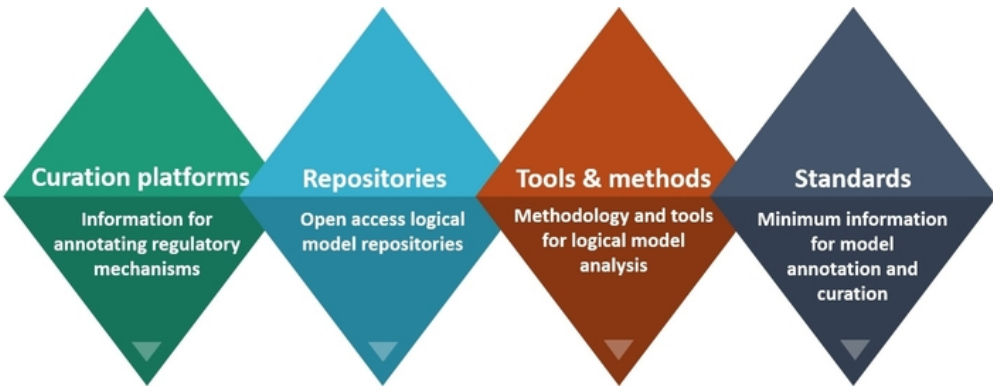 Curation platforms
Information for
annotating regulatory
mechanisms
Repositories
Open access logical
model repositories
Tools & methods
Methodology and tools
for logical model
analysis
Standards
Minimum information
for model
annotation and
curation